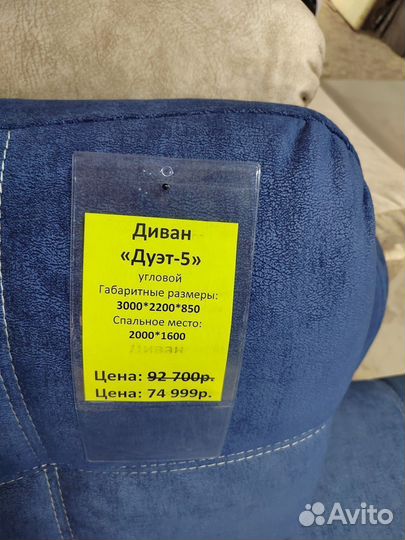 Диван
«Дуэт-5»
угловой
Габаритные размеры:
3000*2200*850
Спальное место:
2000*1600
Диван
Цена: 92 700р.
Цена: 74 999р.
Avito